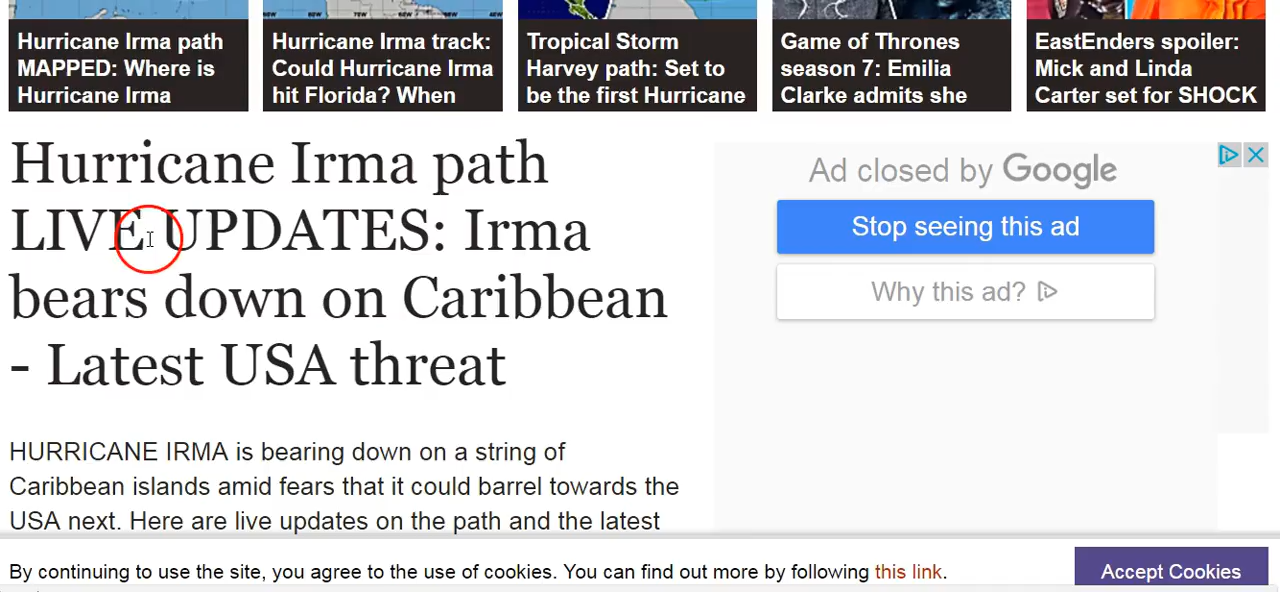 Hurricane Irma path
MAPPED: Where is
Hurricane Irma
Hurricane Irma track:
Could Hurricane Irma
hit Florida? When
Tropical Storm
Harvey path: Set to
be the first Hurricane
Game of Thrones
season 7: Emilia
Clarke admits she
EastEnders spoiler:
Mick and Linda
Carter set for SHOCK
Hurricane Irma path
LIVE UPDATES: Irma
bears down on Caribbean
- Latest USA threat
HURRICANE IRMA is bearing down on a string of
Caribbean islands amid fears that it could barrel towards the
USA next. Here are live updates on the path and the latest
Ad closed by Google
Stop seeing this ad
Why this ad?
By continuing to use the site, you agree to the use of cookies. You can find out more by following this link.
Accept Cookies